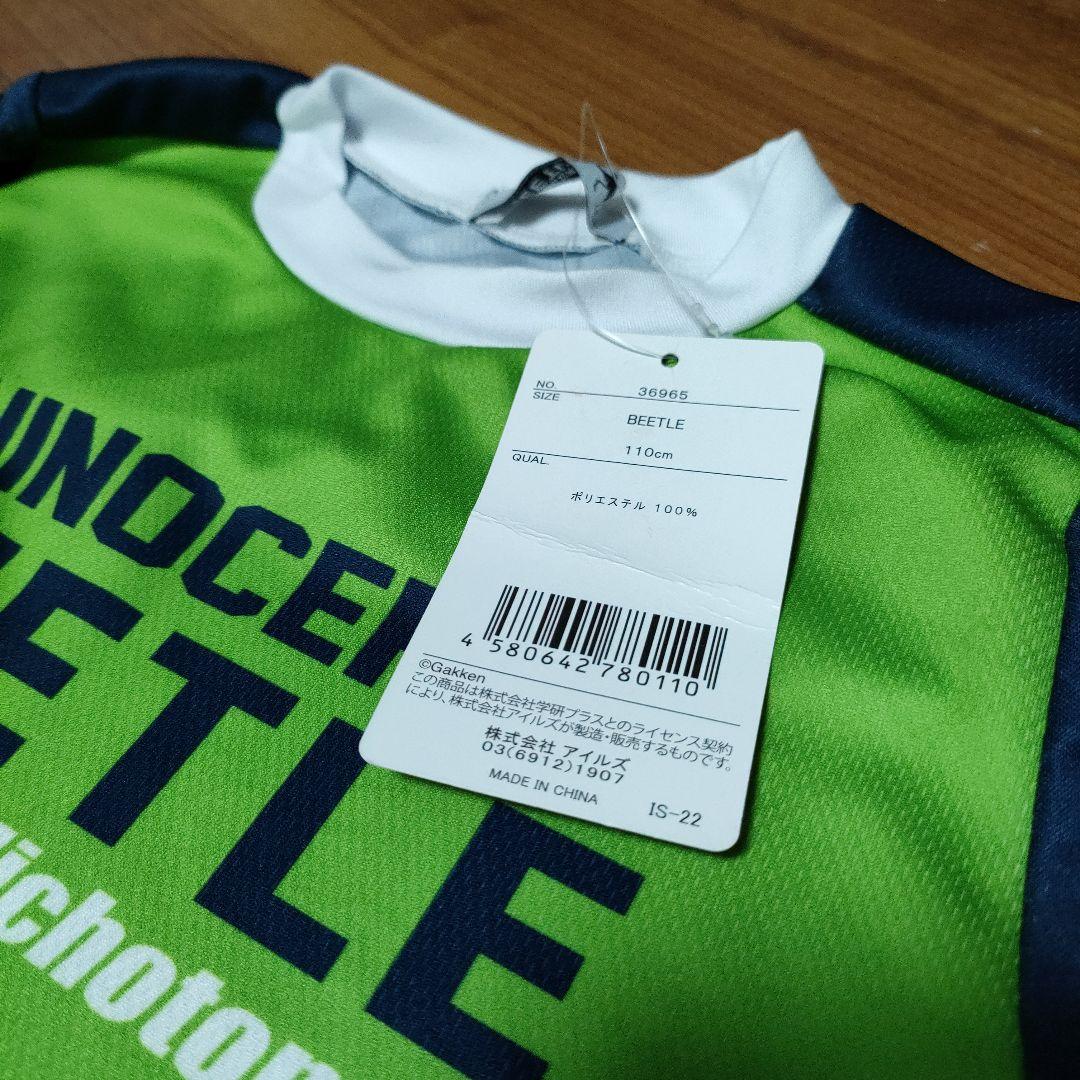 NO. 36965
SIZE
BEETLE
110cm
QUAL.
ポリエステル 100%
4 580642 780110
©Gakken
この商品は株式会社学研プラスとのライセンス契約
により、株式会社アイルズが製造・販売するものです。
株式会社 アイルズ
03(6912)1907
MADE IN CHINA
IS-22